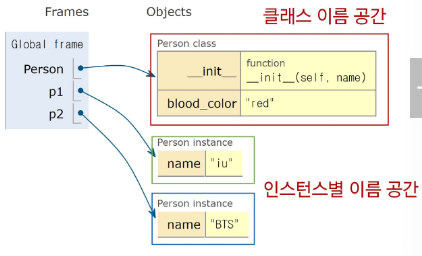 Frames
Objects
클래스 이름 공간
Global frame
Person
p1
p2
Person class
__init__
function
__init__(self, name)
blood_color
"red"
Person instance
name
"iu"
인스턴스별 이름 공간
Person instance
name
"BTS"